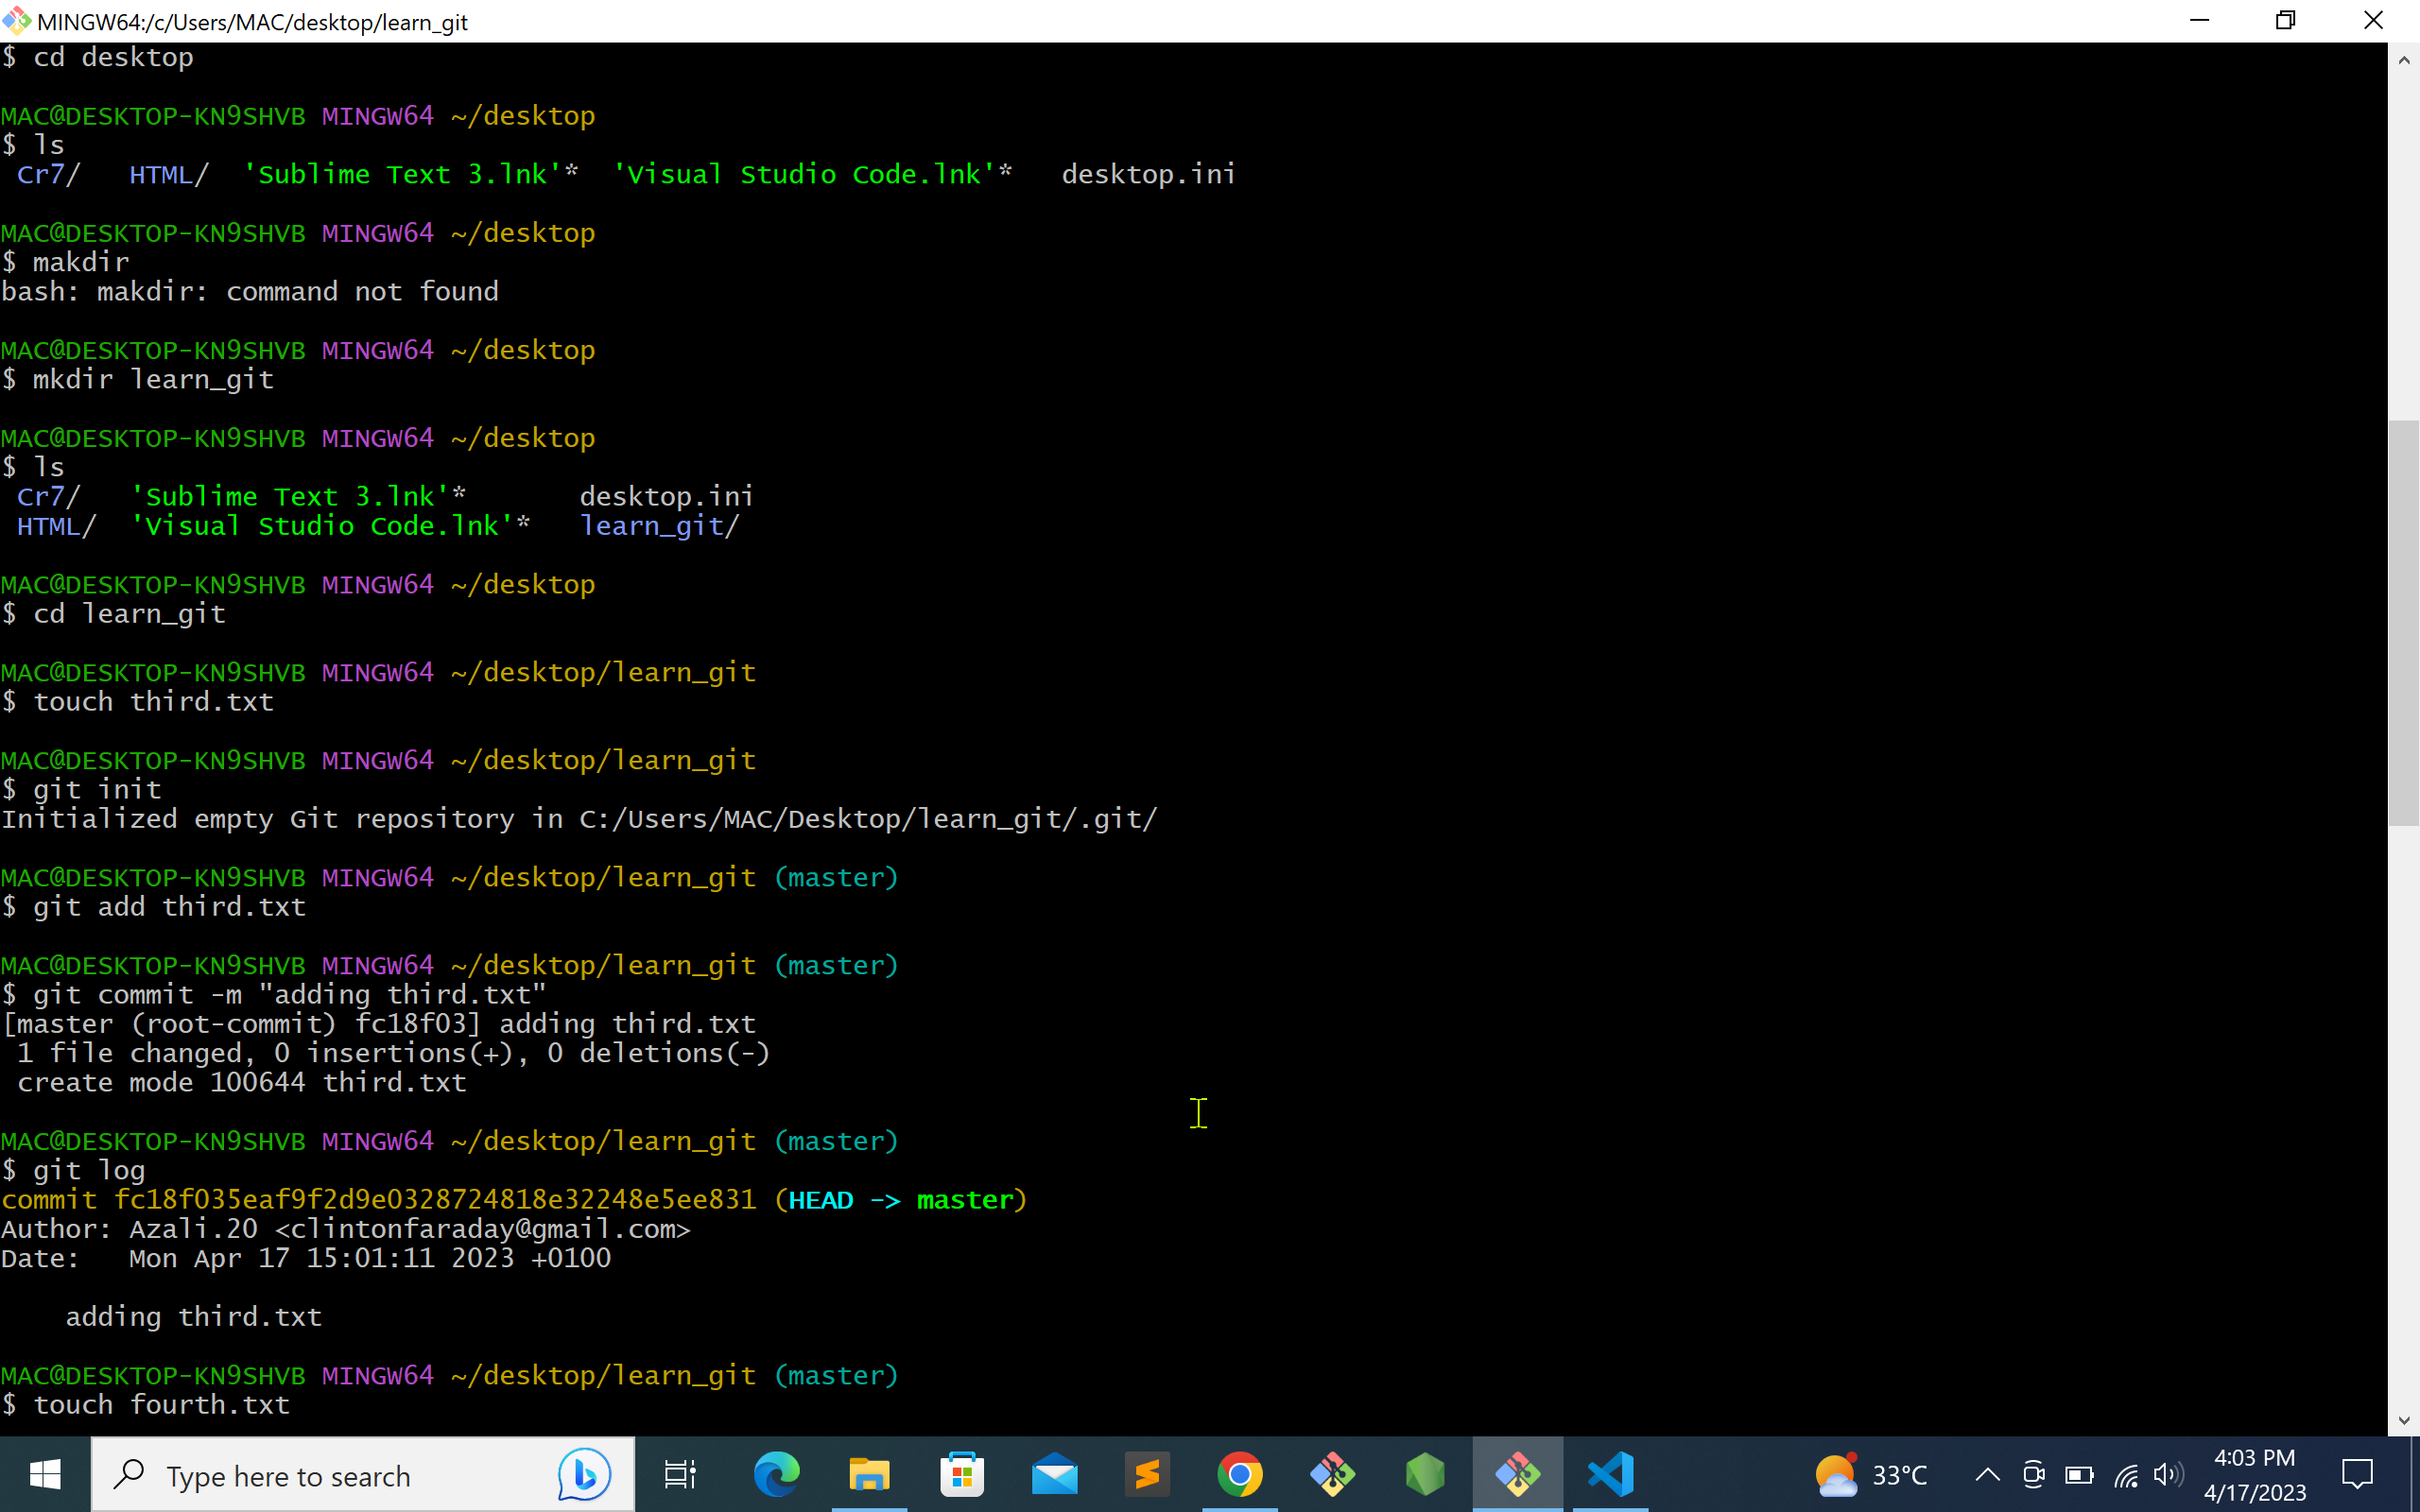 MINGW64:/c/Users/MAC/desktop/learn_git
$ cd desktop
MAC@DESKTOP-KN9SHVB MINGW64 ~/desktop
$ ls
Cr7/ HTML/ 'Sublime Text 3.lnk'* 'Visual Studio Code.lnk'* desktop.ini
MAC@DESKTOP-KN9SHVB MINGW64 ~/desktop
$ makdir
bash: makdir: command not found
MAC@DESKTOP-KN9SHVB MINGW64 ~/desktop
$ mkdir learn_git
MAC@DESKTOP-KN9SHVB MINGW64 ~/desktop
$ ls
Cr7/ 'Sublime Text 3.lnk'* desktop.ini
HTML/ 'Visual Studio Code.lnk'* learn_git/
MAC@DESKTOP-KN9SHVB MINGW64 ~/desktop
$ cd learn_git
MAC@DESKTOP-KN9SHVB MINGW64 ~/desktop/learn_git
$ touch third.txt
MAC@DESKTOP-KN9SHVB MINGW64 ~/desktop/learn_git
$ git init
Initialized empty Git repository in C:/Users/MAC/Desktop/learn_git/.git/
MAC@DESKTOP-KN9SHVB MINGW64 ~/desktop/learn_git (master)
$ git add third.txt
MAC@DESKTOP-KN9SHVB MINGW64 ~/desktop/learn_git (master)
$ git commit -m "adding third.txt"
[master (root-commit) fc18f03] adding third.txt
1 file changed, 0 insertions(+), 0 deletions(-)
create mode 100644 third.txt
MAC@DESKTOP-KN9SHVB MINGW64 ~/desktop/learn_git (master)
$ git log
commit fc18f035eaf9f2d9e0328724818e32248e5ee831 (HEAD -> master)
Author: Azali.20 <clintonfaraday@gmail.com>
Date: Mon Apr 17 15:01:11 2023 +0100
adding third.txt
MAC@DESKTOP-KN9SHVB MINGW64 ~/desktop/learn_git (master)
$ touch fourth.txt
Type here to search
33°C
4:03 PM
4/17/2023